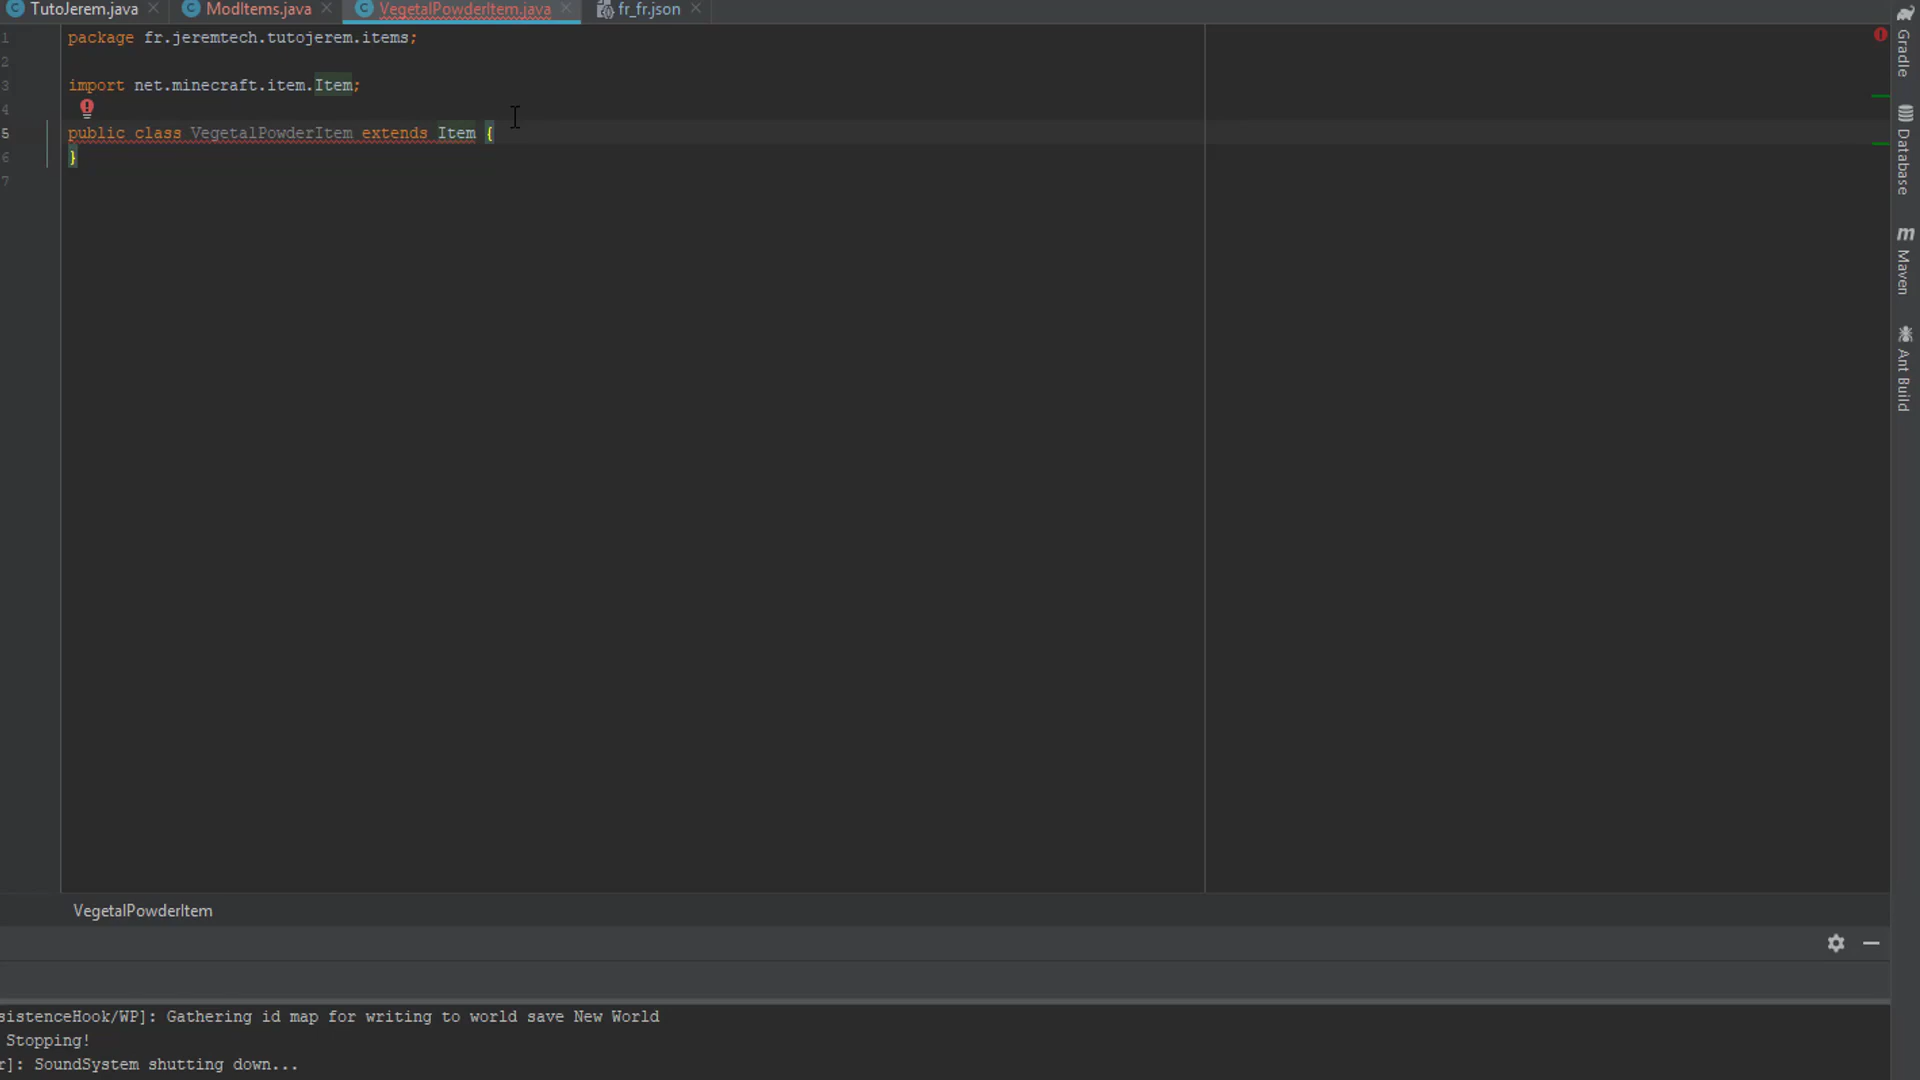 TutoJerem.java
ModItems.java
VegetalPowderItem.java
fr_fr.json
1 package fr.jeremtech.tutojerem.items;
2
3 import net.minecraft.item.Item;
4
5 public class VegetalPowderItem extends Item {
6 }
7
VegetalPowderItem
sistenceHook/WP]: Gathering id map for writing to world save New World
Stopping!
r]: SoundSystem shutting down...
Gradle
Database
Maven
Ant Build